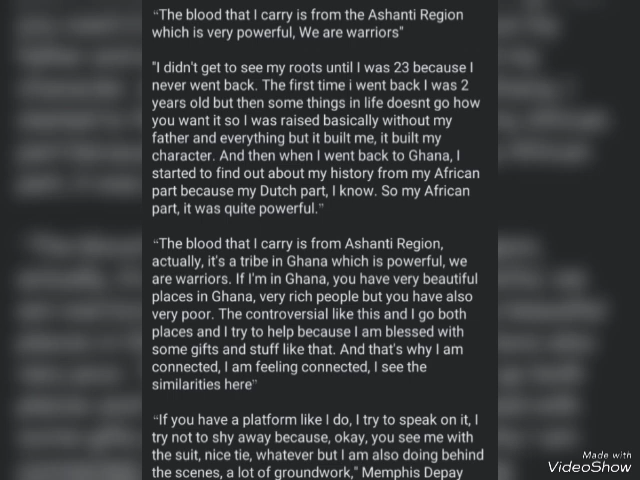 “The blood that I carry is from the Ashanti Region
which is very powerful, We are warriors"
"I didn't get to see my roots until I was 23 because I
never went back. The first time i went back I was 2
years old but then some things in life doesnt go how
you want it so I was raised basically without my
father and everything but it built me, it built my
character. And then when I went back to Ghana, I
started to find out about my history from my African
part because my Dutch part, I know. So my African
part, it was quite powerful.”
“The blood that I carry is from Ashanti Region,
actually, it's a tribe in Ghana which is powerful, we
are warriors. If I'm in Ghana, you have very beautiful
places in Ghana, very rich people but you have also
very poor. The controversial like this and I go both
places and I try to help because I am blessed with
some gifts and stuff like that. And that's why I am
connected, I am feeling connected, I see the
similarities here”
“If you have a platform like I do, I try to speak on it, I
try not to shy away because, okay, you see me with
the suit, nice tie, whatever but I am also doing behind
the scenes, a lot of groundwork," Memphis Depay
Made with
VideoShow